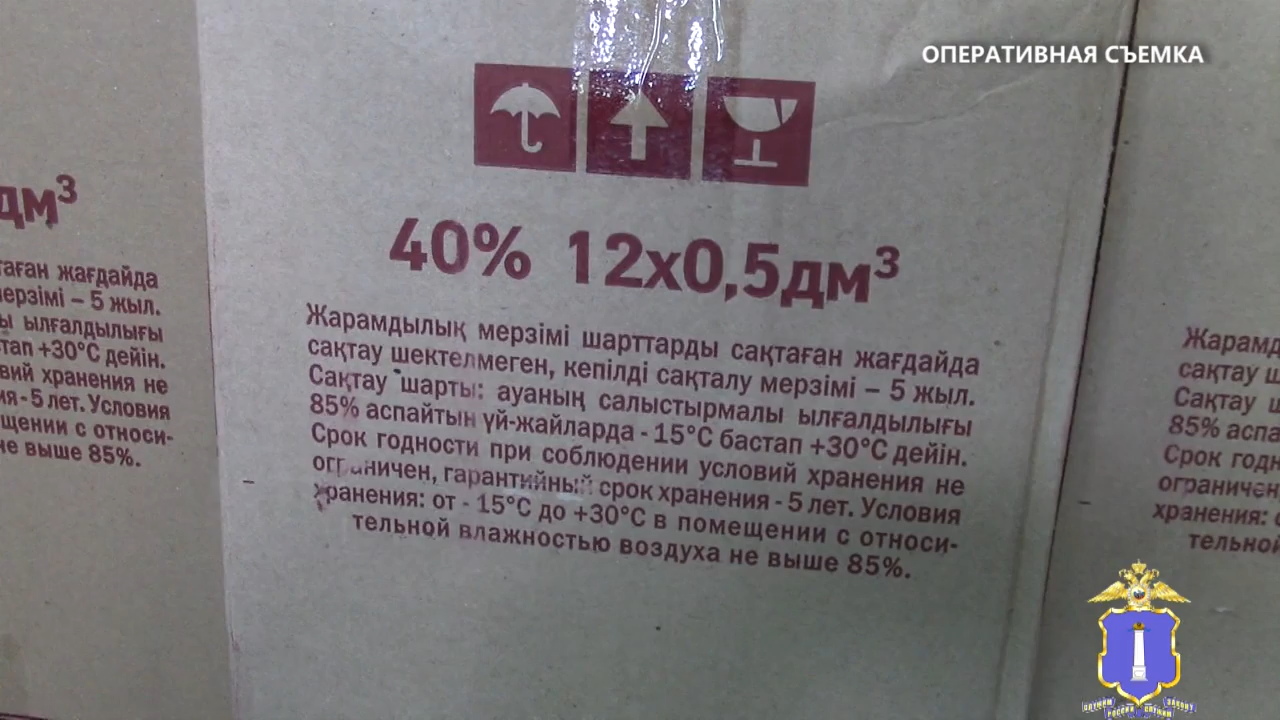 ОПЕРАТИВНАЯ СЪЕМКА
40% 12х0,5дм³
Жарамдылық мерзімі шарттарды сақтаған жағдайда
сақтау шектелмеген, кепілді сақталу мерзімі – 5 жыл.
Сақтау шарты: ауаның салыстырмалы ылғалдылығы
85% аспайтын үй-жайларда - 15°С бастап +30°С дейін.
Срок годности при соблюдении условий хранения не
ограничен, гарантийный срок хранения - 5 лет. Условия
хранения: от - 15°С до +30°С в помещении с относи-
тельной влажностью воздуха не выше 85%.
дм³
жағдайда
– 5 жыл.
ылғалдылығы
+30°С дейін.
хранения не
5 лет. Условия
с относи-
не выше 85%.
Жарамд
сақтау ш
Сақтау ш
85% аспа
Срок годн
ограничен
хранения:
тельной